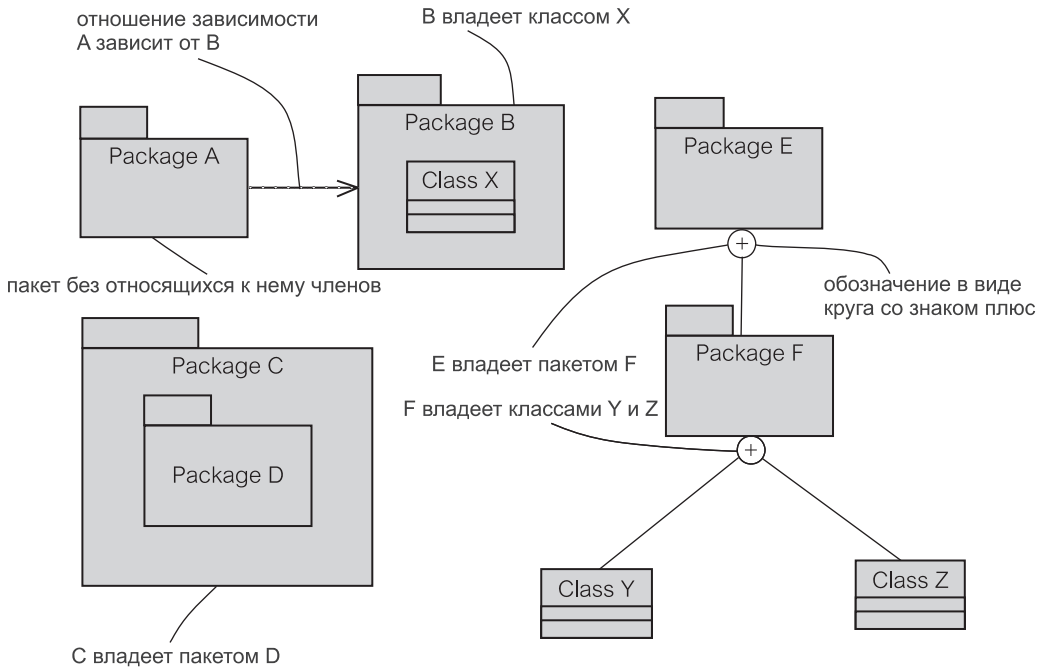 отношение зависимости
А зависит от В
В владеет классом X
Package A
Package B
Class X
Package E
пакет без относящихся к нему членов
обозначение в виде
круга со знаком плюс
+
Package C
Package D
Package F
E владеет пакетом F
F владеет классами Y и Z
+
Class Y
Class Z
С владеет пакетом D